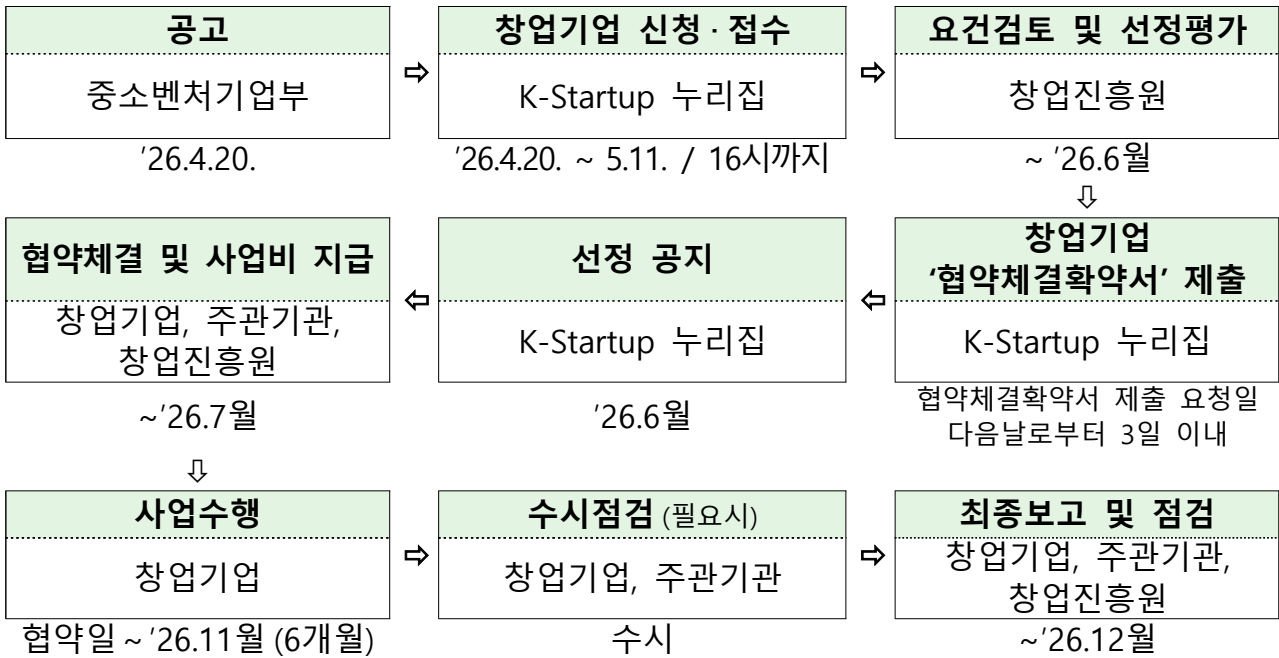 공고
중소벤처기업부
'26.4.20.
⇨
창업기업 신청·접수
K-Startup 누리집
'26.4.20. ~ 5.11. / 16시까지
⇨
요건검토 및 선정평가
창업진흥원
~ '26.6월
⇩
창업기업
'협약체결확약서' 제출
K-Startup 누리집
협약체결확약서 제출 요청일
다음날로부터 3일 이내
⇦
선정 공지
K-Startup 누리집
'26.6월
⇦
협약체결 및 사업비 지급
창업기업, 주관기관,
창업진흥원
~'26.7월
⇩
사업수행
창업기업
협약일 ~ '26.11월 (6개월)
⇨
수시점검 (필요시)
창업기업, 주관기관
수시
⇨
최종보고 및 점검
창업기업, 주관기관,
창업진흥원
~'26.12월